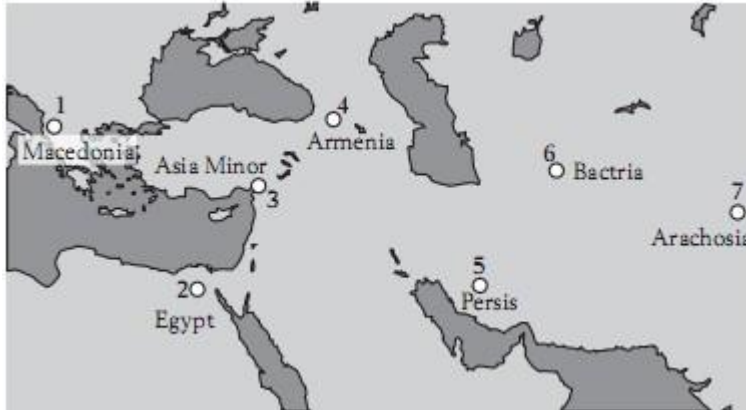 1
Macedonia
Asia Minor
3
4
Armenia
6
Bactria
7
Arachosia
2
Egypt
5
Persis